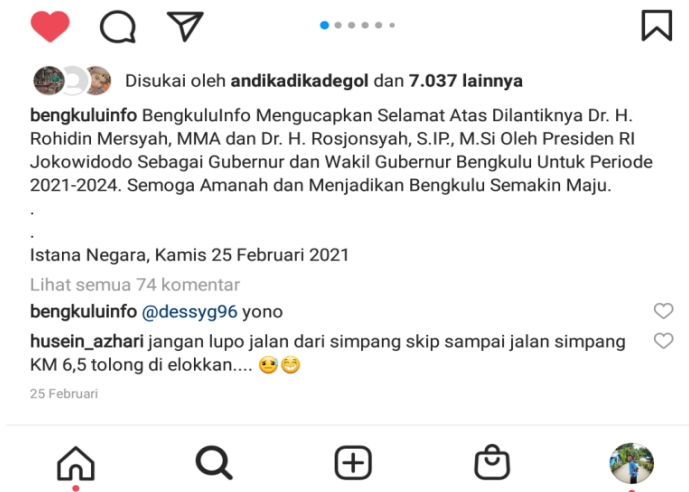 Disukai oleh andikadikadegol dan 7.037 lainnya
bengkuluinfo BengkuluInfo Mengucapkan Selamat Atas Dilantiknya Dr. H.
Rohidin Mersyah, MMA dan Dr. H. Rosjonsyah, S.IP., M.Si Oleh Presiden RI
Jokowidodo Sebagai Gubernur dan Wakil Gubernur Bengkulu Untuk Periode
2021-2024. Semoga Amanah dan Menjadikan Bengkulu Semakin Maju.
.
.
Istana Negara, Kamis 25 Februari 2021
Lihat semua 74 komentar
bengkuluinfo @dessyg96 yono
husein_azhari jangan lupo jalan dari simpang skip sampai jalan simpang
KM 6,5 tolong di elokkan.... 😓😁
25 Februari